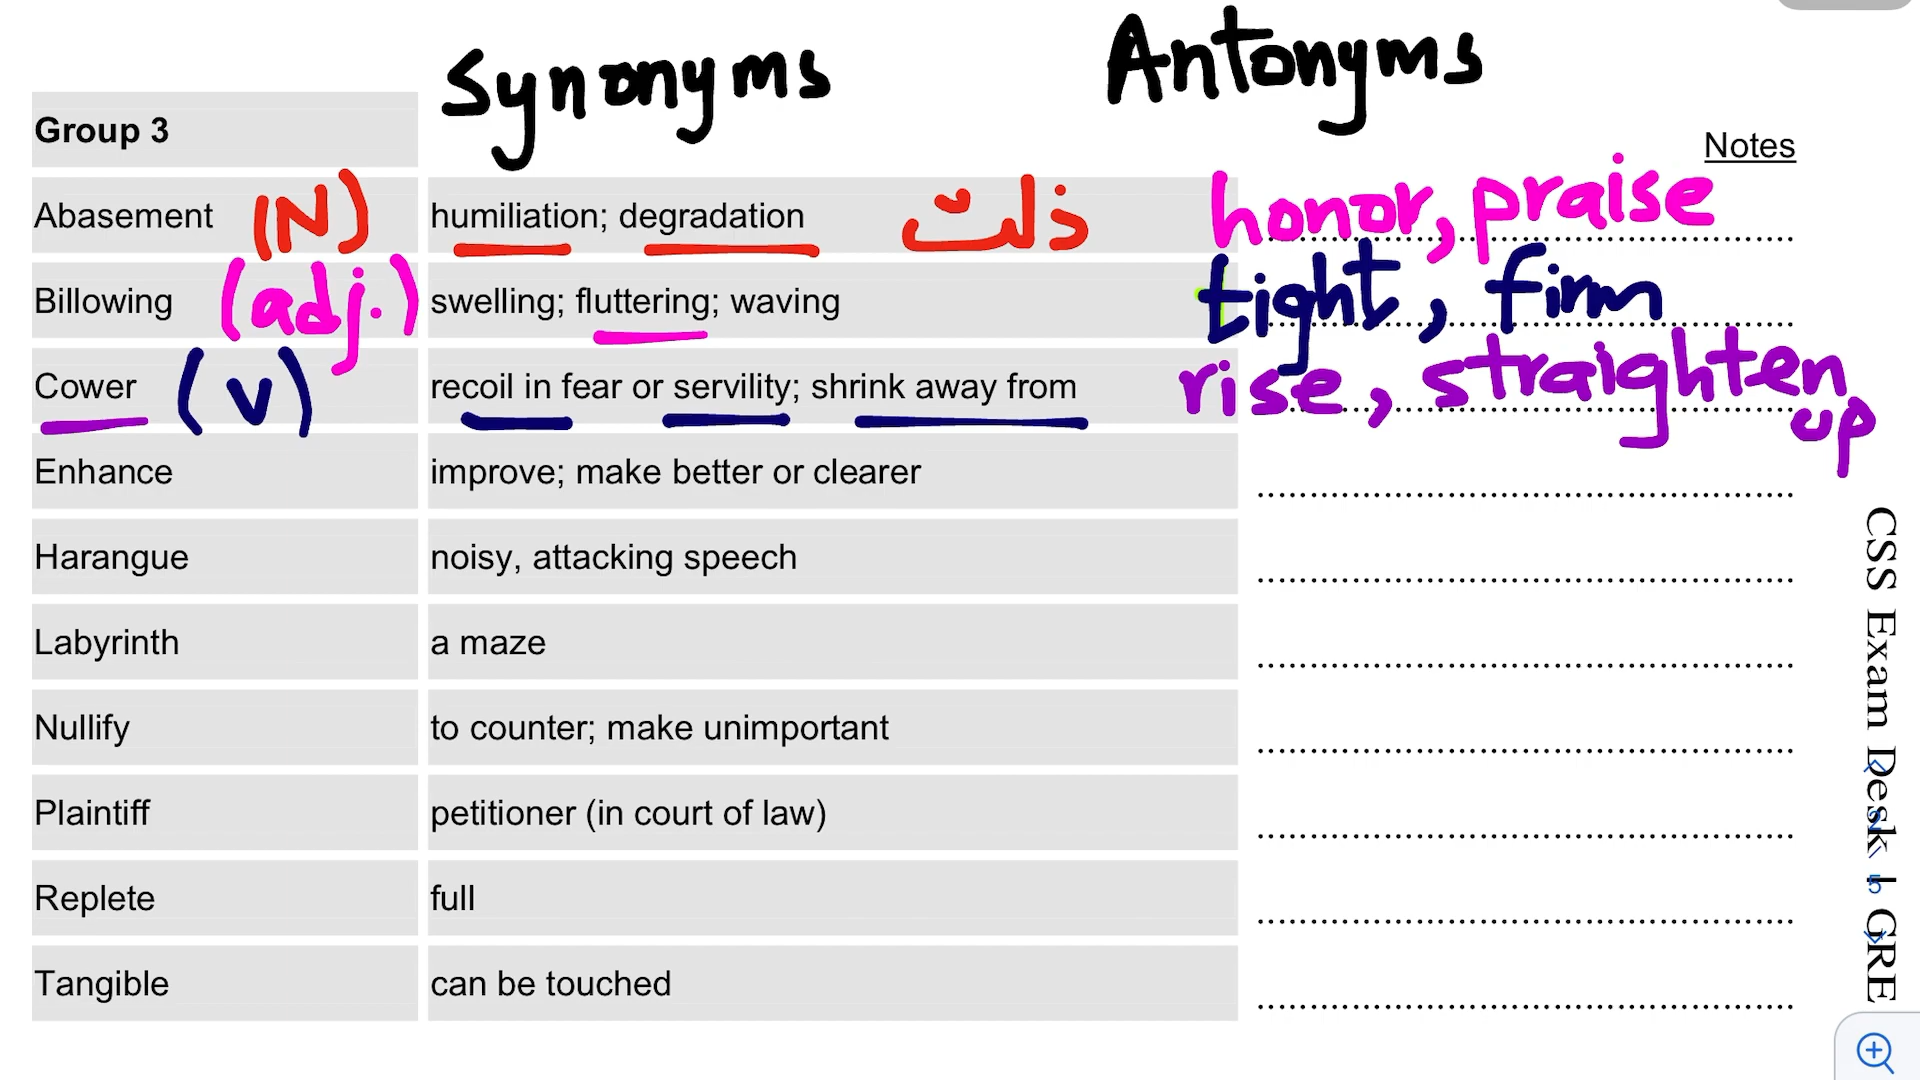 Synonyms Antonyms
Group 3 Notes
Abasement (N) humiliation; degradation ذلت honor, praise
Billowing (adj.) swelling; fluttering; waving tight, firm
Cower (v) recoil in fear or servility; shrink away from rise, straighten up
Enhance improve; make better or clearer
Harangue noisy, attacking speech
Labyrinth a maze
Nullify to counter; make unimportant
Plaintiff petitioner (in court of law)
Replete full
Tangible can be touched
CSS Exam Desk | GRE